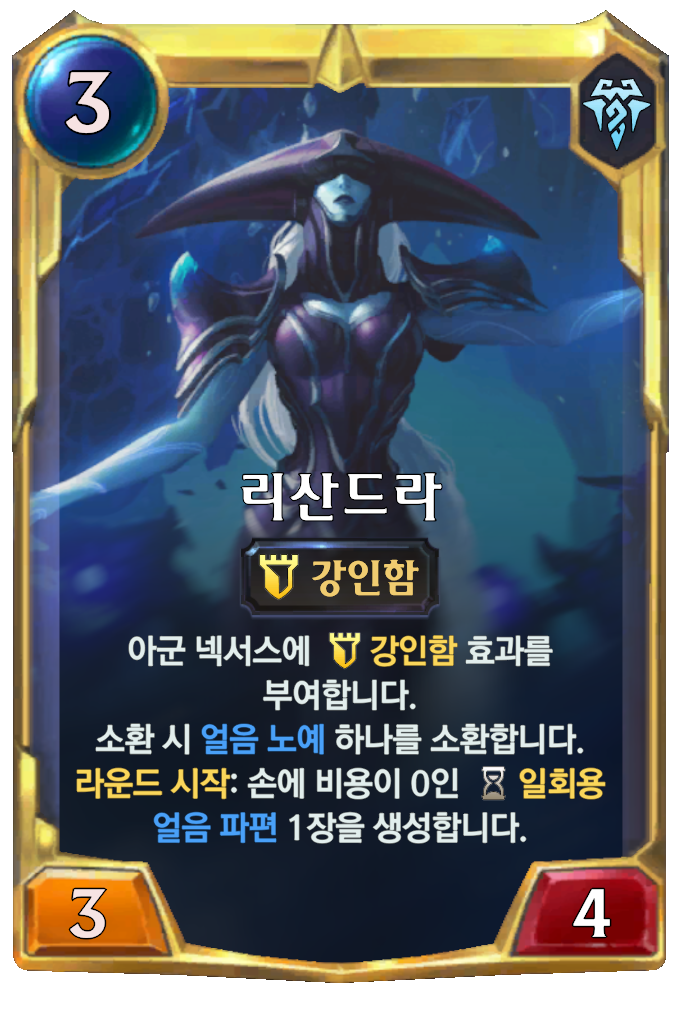 3
리산드라
강인함
아군 넥서스에 강인함 효과를
부여합니다.
소환 시 얼음 노예 하나를 소환합니다.
라운드 시작: 손에 비용이 0인 일회용
얼음 파편 1장을 생성합니다.
3
4